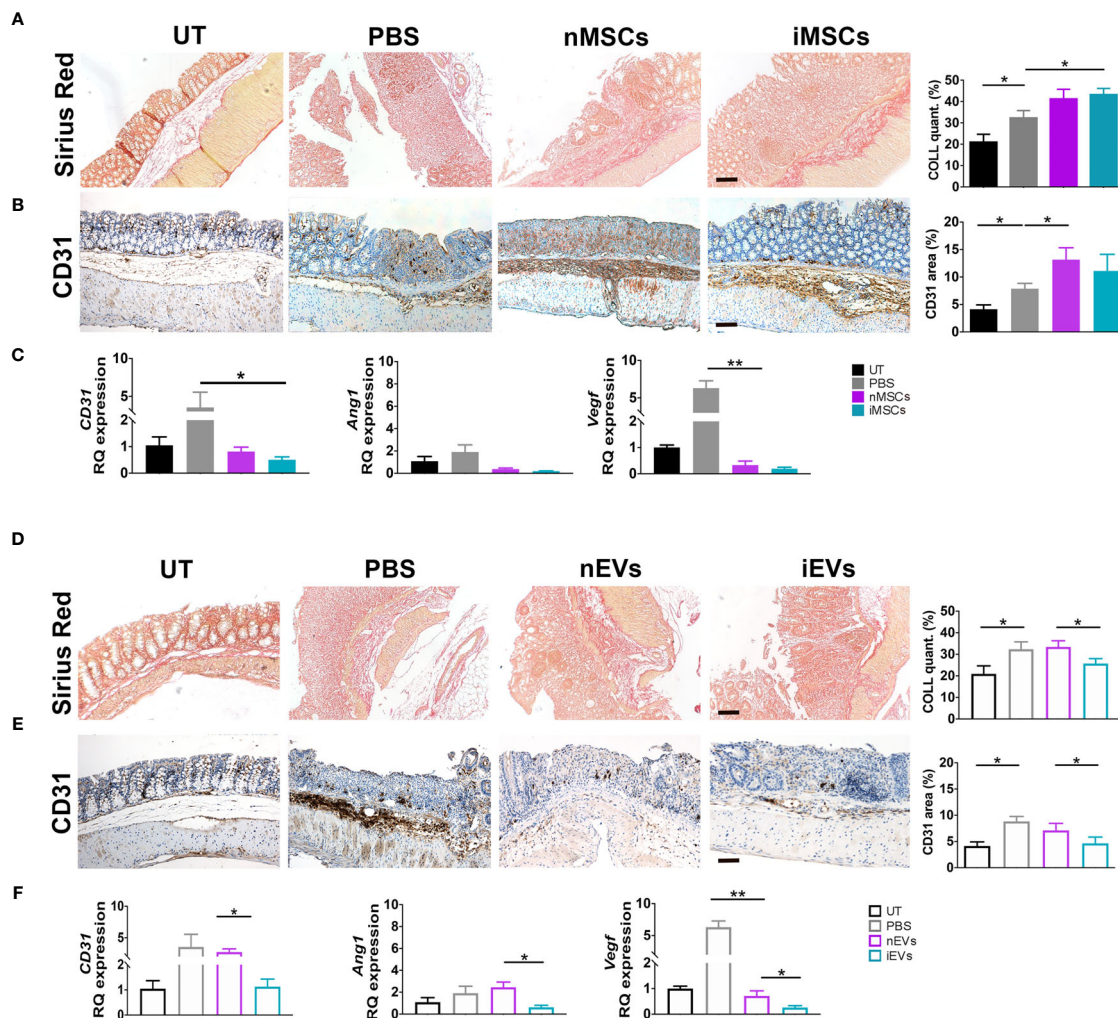 A
UT PBS nMSCs iMSCs
Sirius Red
COLL quant. (%)
60
50
40
30
20
10
0
* *
B
CD31
CD31 area (%)
20
15
10
5
0
* *
C
CD31
RQ expression
10
5
2
1
0
*
Ang1
RQ expression
10
5
2
1
0
Vegf
RQ expression
10
5
2
1
0
**
UT
PBS
nMSCs
iMSCs
D
UT PBS nEVs iEVs
Sirius Red
COLL quant. (%)
60
50
40
30
20
10
0
* *
E
CD31
CD31 area (%)
20
15
10
5
0
* *
F
CD31
RQ expression
10
5
2
1
0
*
Ang1
RQ expression
10
8
6
4
2
0
*
Vegf
RQ expression
10
5
1
0
**
*
UT
PBS
nEVs
iEVs